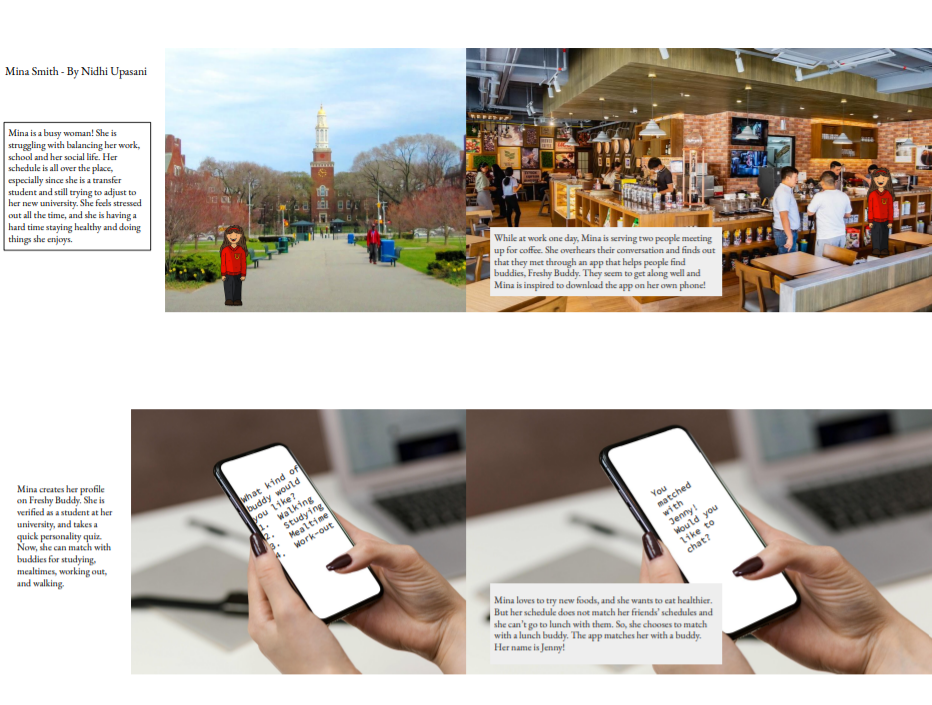 Mina Smith - By Nidhi Upasani
Mina is a busy woman! She is
struggling with balancing her work,
school and her social life. Her
schedule is all over the place,
especially since she is a transfer
student and still trying to adjust to
her new university. She feels stressed
out all the time, and she is having a
hard time staying healthy and doing
things she enjoys.
While at work one day, Mina is serving two people meeting
up for coffee. She overhears their conversation and finds out
that they met through an app that helps people find
buddies, Freshy Buddy. They seem to get along well and
Mina is inspired to download the app on her own phone!
Mina creates her profile
on Freshy Buddy. She is
verified as a student at her
university, and takes a
quick personality quiz.
Now, she can match with
buddies for studying,
mealtimes, working out,
and walking.
What kind of
buddy would
you like?
1. Walking
2. Studying
3. Mealtime
4. Work-out
You
matched
with
Jenny!
Would you
like to
chat?
Mina loves to try new foods, and she wants to eat healthier.
But her schedule does not match her friends' schedules and
she can't go to lunch with them. So, she chooses to match
with a lunch buddy. The app matches her with a buddy.
Her name is Jenny!